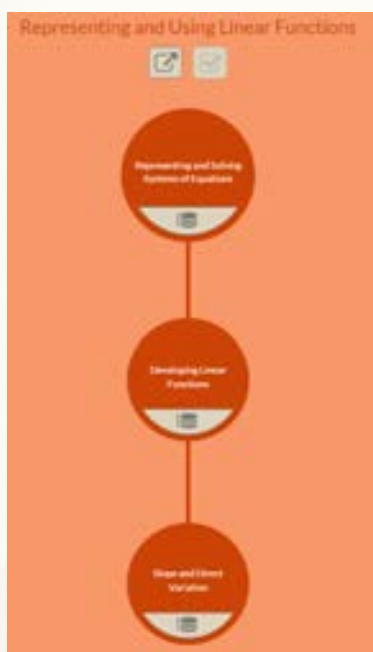 Representing and Using Linear Functions
Representing and Solving
Systems of Equations
Developing Linear
Functions
Slope and Direct
Variation